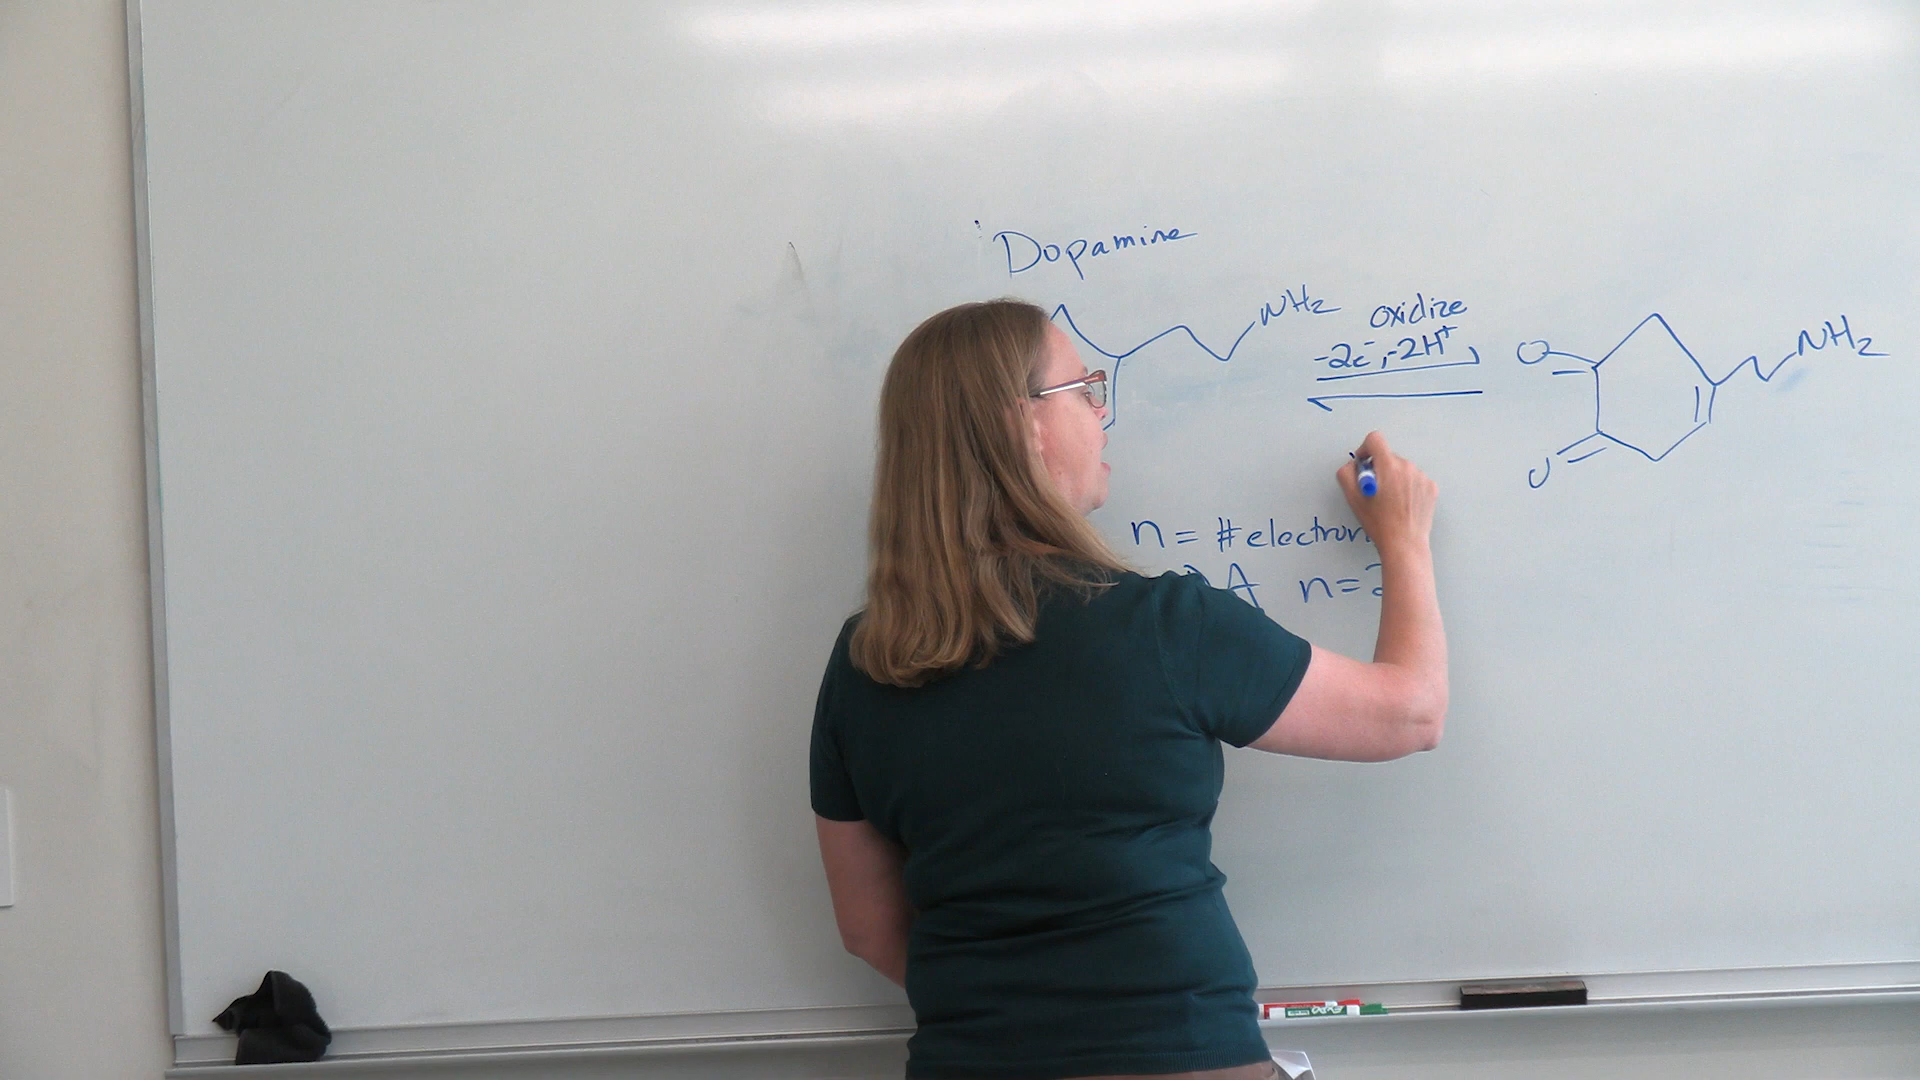 Dopamine
NH2
oxidize
-2e-, -2H+
O
NH2
O
n = #electron
DA n=2